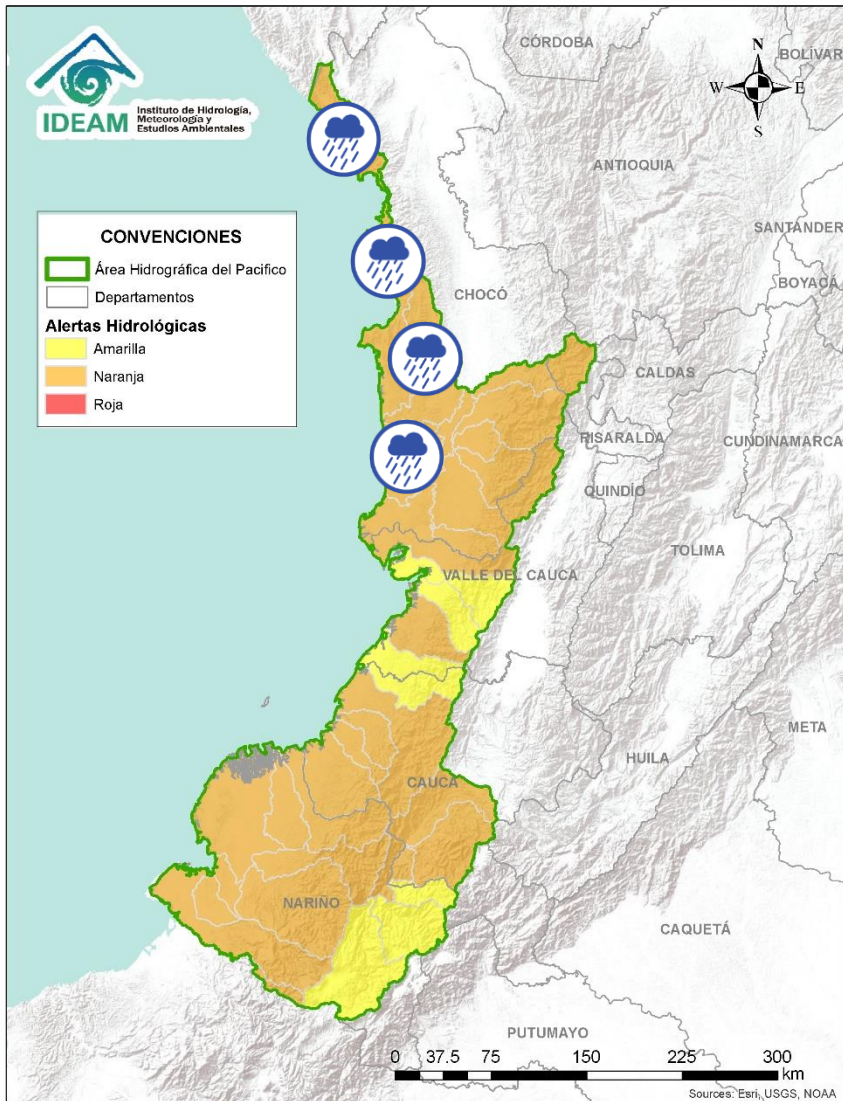 IDEAM
Instituto de Hidrología,
Meteorología y
Estudios Ambientales
CÓRDOBA
BOLÍVAR
N
W
E
S
ANTIOQUIA
SANTANDER
BOYACÁ
CHOCÓ
CONVENCIONES
Área Hidrográfica del Pacifico
Departamentos
Alertas Hidrológicas
Amarilla
Naranja
Roja
CALDAS
RISARALDA
CUNDINAMARCA
QUINDÍO
TOLIMA
VALLE DEL CAUCA
META
HUILA
CAUCA
NARIÑO
CAQUETÁ
PUTUMAYO
0 37.5 75 150 225 300
km
Sources: Esri, USGS, NOAA